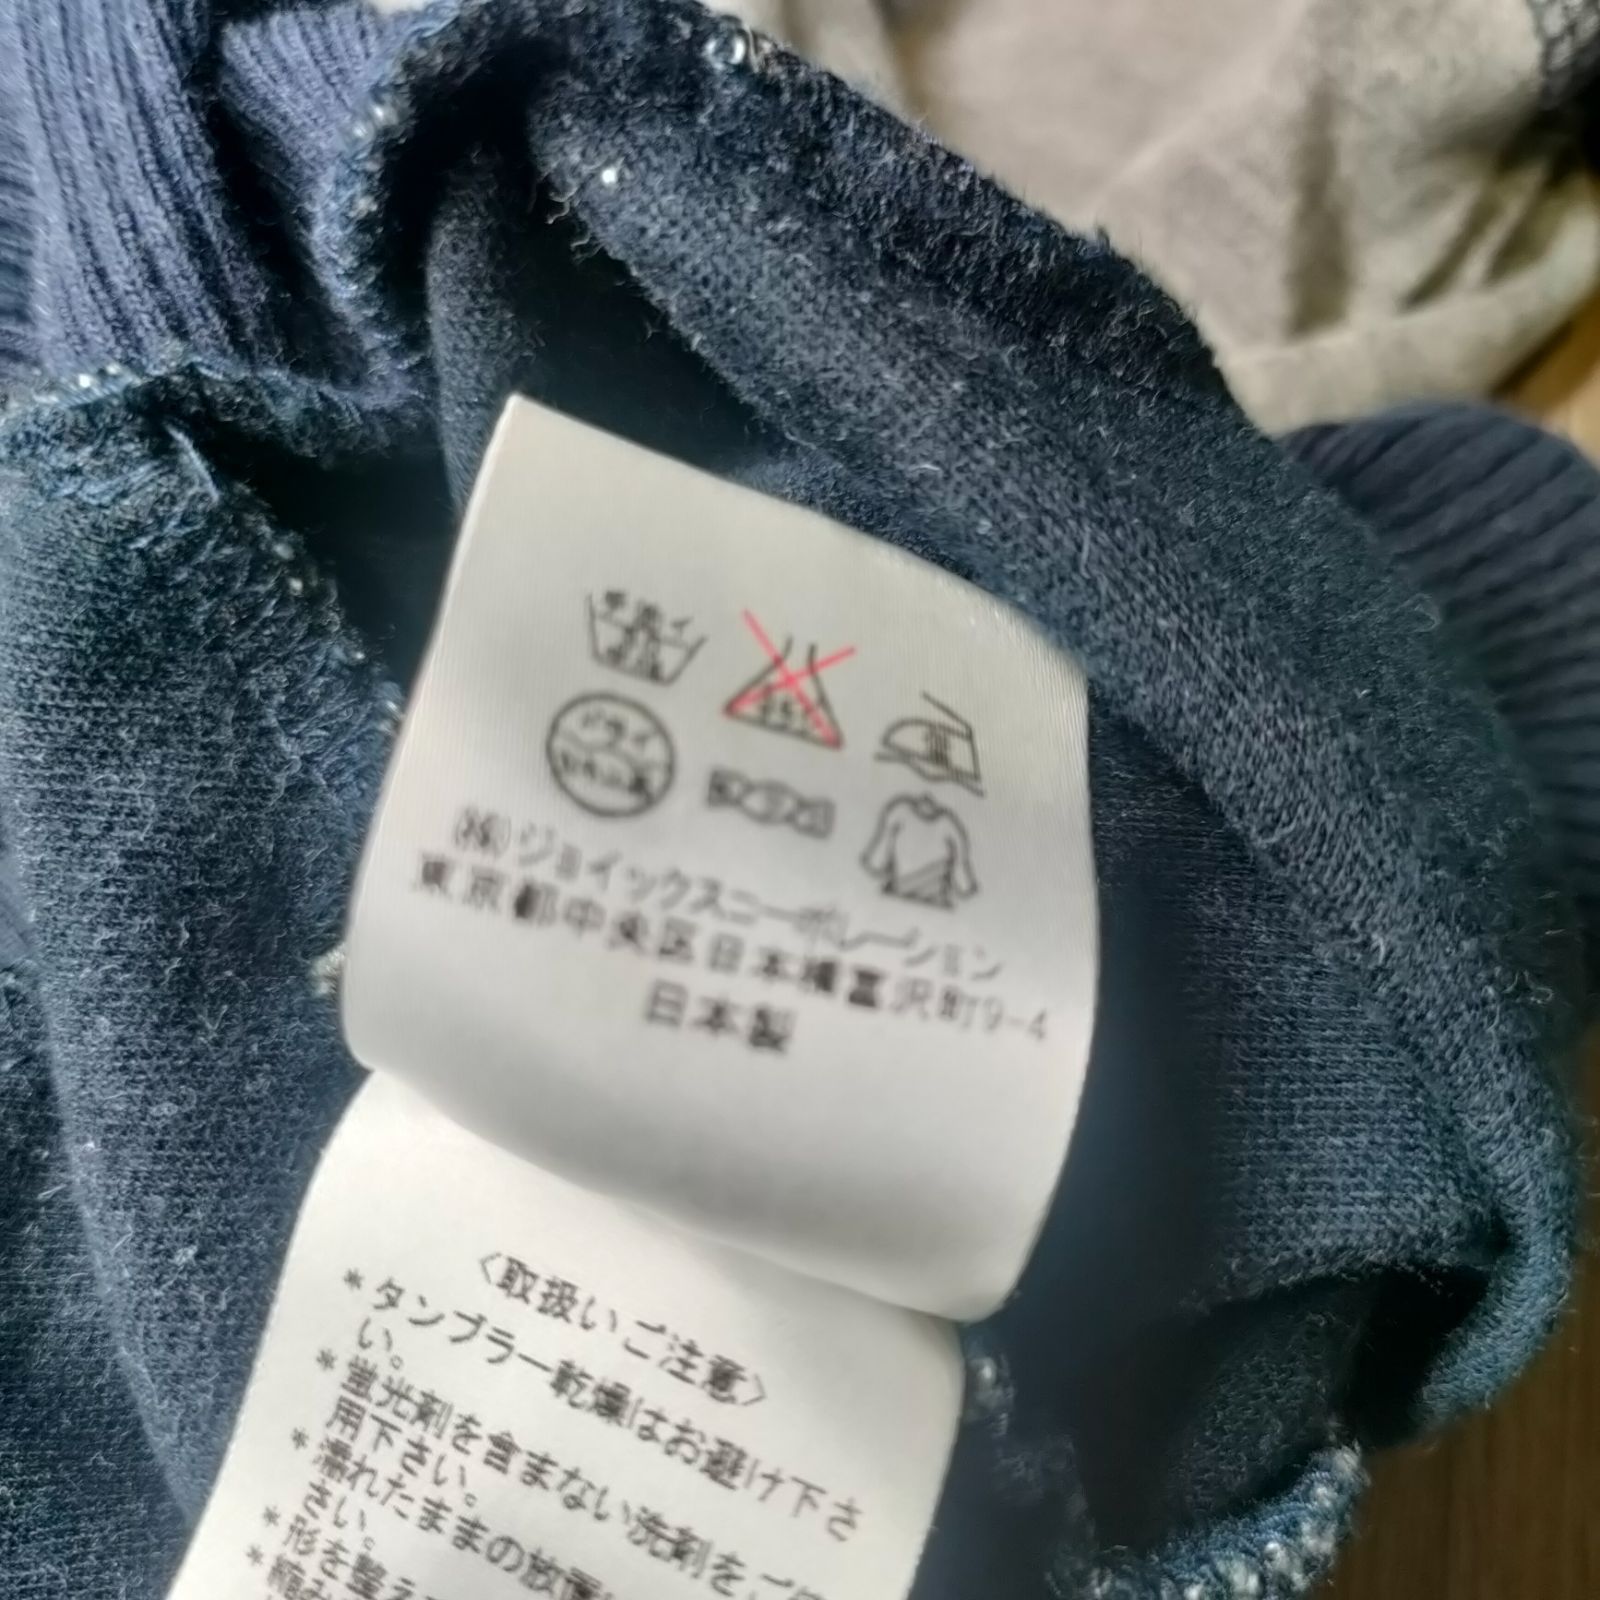 手洗イ
ドライ
(株)ジョイックスコーポレーション
東京都中央区日本橋富沢町9-4
日本製
〈取扱いご注意〉
*タンブラー乾燥はお避け下さ
い。
*蛍光剤を含まない洗剤をご使
用下さい。
*濡れたままの放置
さい。
*形を整え
*縮み